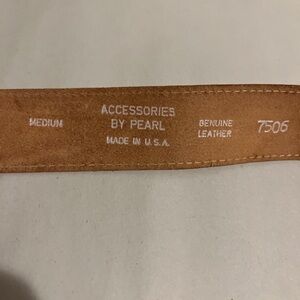 MEDIUM
ACCESSORIES
BY PEARL
MADE IN U.S.A.
GENUINE
LEATHER
7506